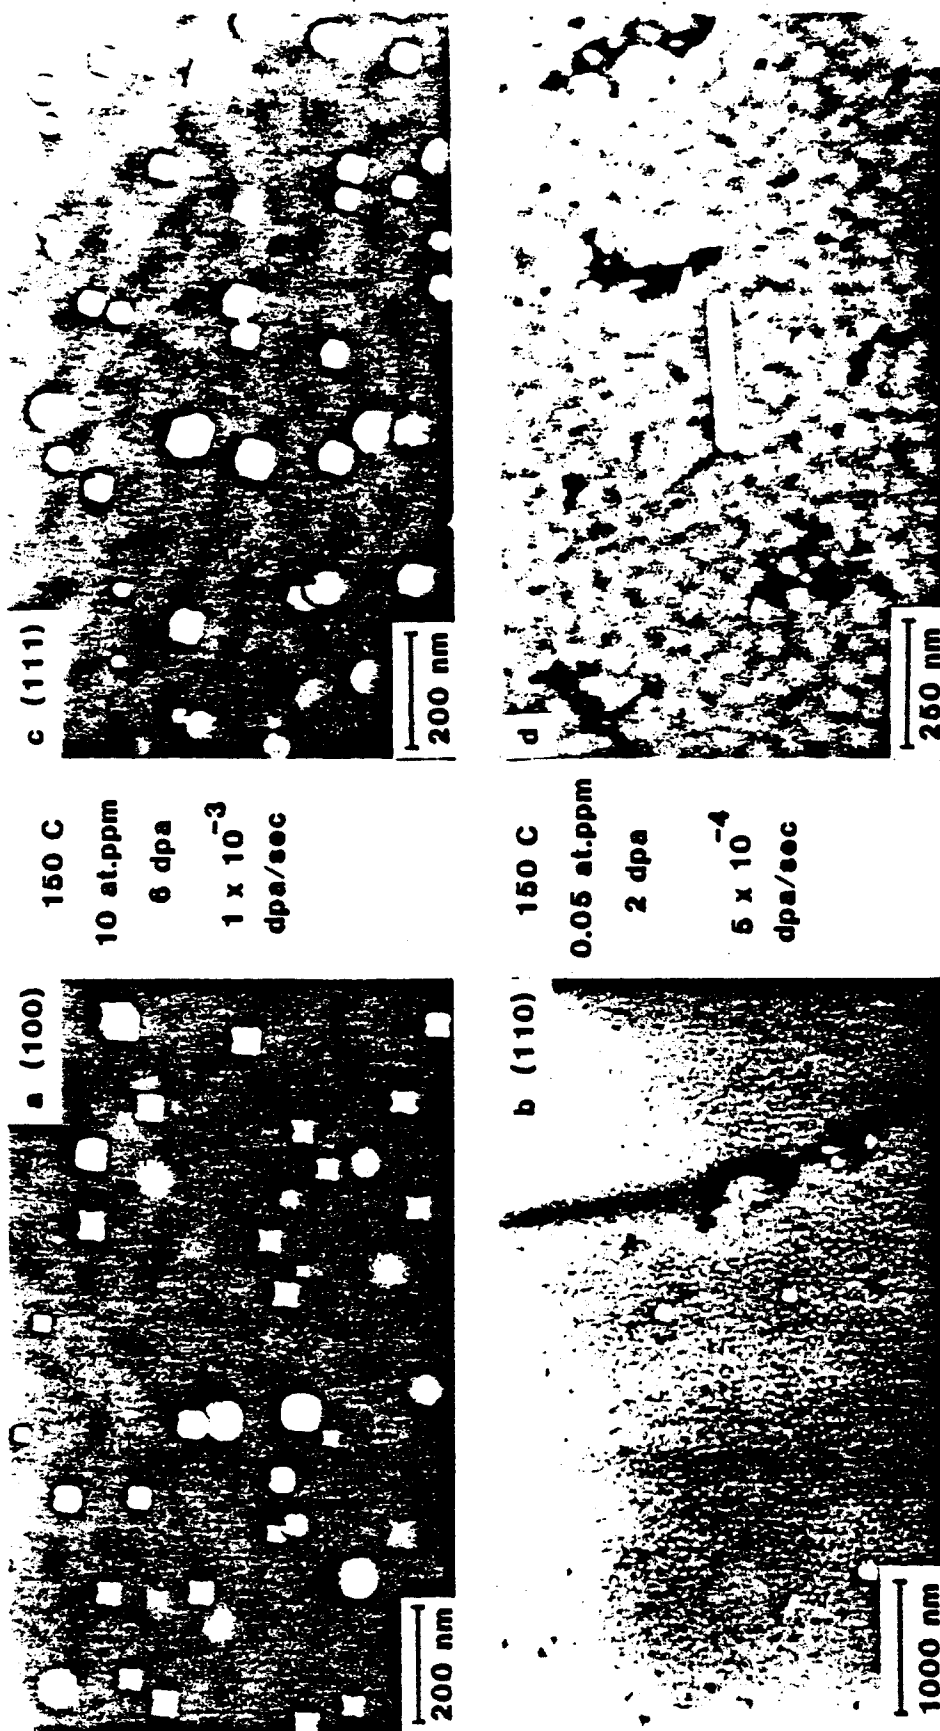 a (100)
200 nm
150 C
10 at.ppm
6 dpa
1 x 10⁻³
dpa/sec
c (111)
200 nm
b (110)
1000 nm
150 C
0.05 at.ppm
2 dpa
5 x 10⁻⁴
dpa/sec
d
250 nm